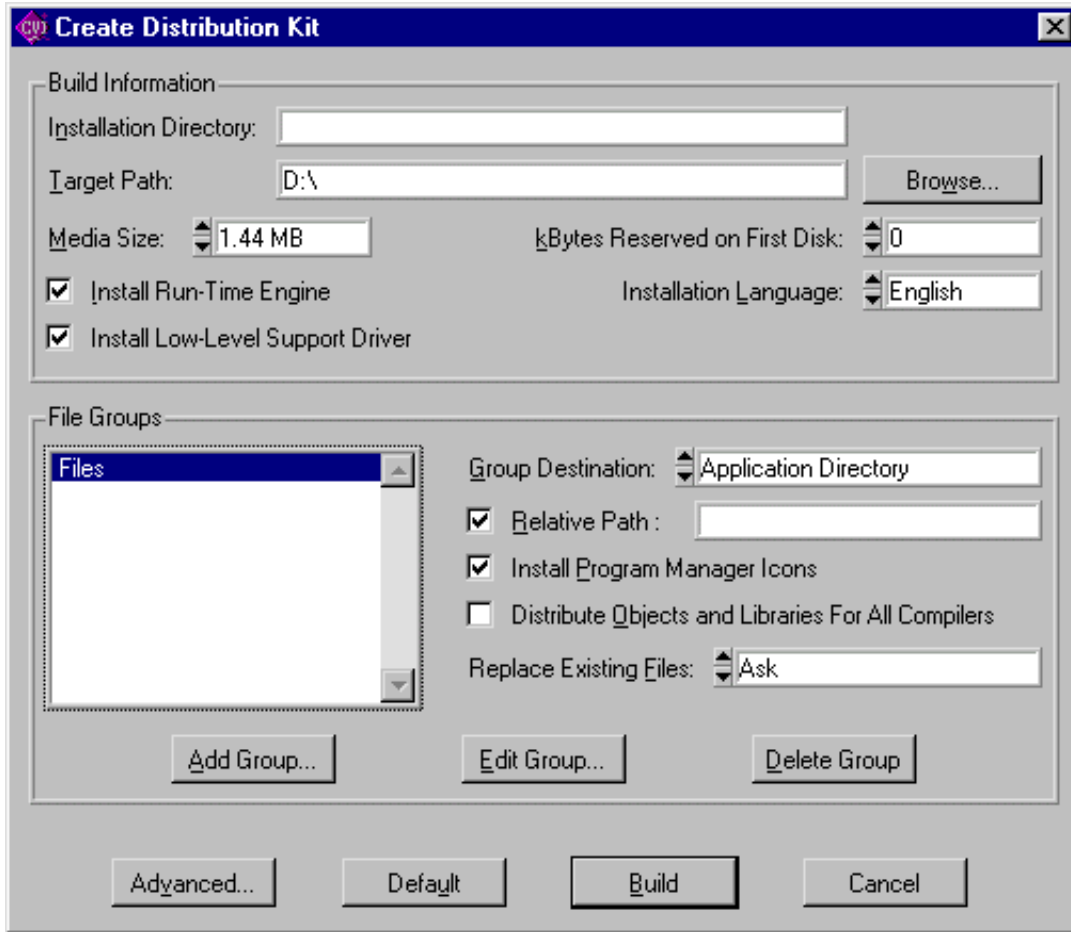 CVI Create Distribution Kit
Build Information
Installation Directory:
Target Path: D:\ Browse...
Media Size: 1.44 MB kBytes Reserved on First Disk: 0
Install Run-Time Engine Installation Language: English
Install Low-Level Support Driver
File Groups
Files Group Destination: Application Directory
Relative Path :
Install Program Manager Icons
Distribute Objects and Libraries For All Compilers
Replace Existing Files: Ask
Add Group... Edit Group... Delete Group
Advanced... Default Build Cancel